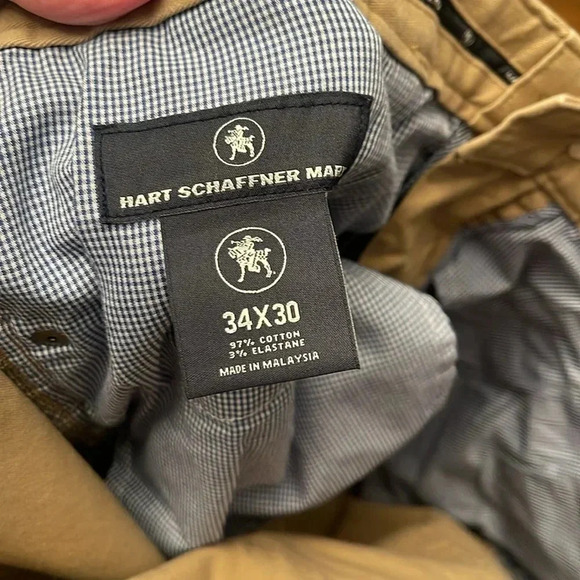 HART SCHAFFNER MAR
34X30
97% COTTON
3% ELASTANE
MADE IN MALAYSIA